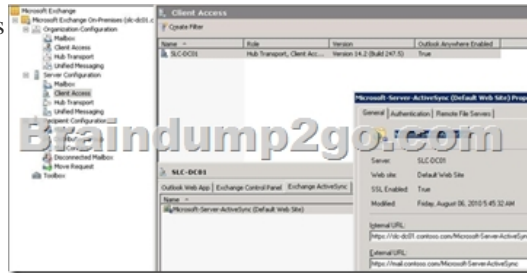 Microsoft Exchange
Microsoft Exchange On-Premises (slc-dc01.c
Organization Configuration
Mailbox
Client Access
Hub Transport
Unified Messaging
Server Configuration
Mailbox
Client Access
Hub Transport
Unified Messaging
Recipient Configuration
Disconnected Mailbox
Move Request
Toolbox
S
Client Access
Create Filter
Name
Role
Version
Outlook Anywhere Enabled
SLC-DC01
Hub Transport, Client Acc...
Version 14.2 (Build 247.5)
True
SLC-DC01
Outlook Web App
Exchange Control Panel
Exchange ActiveSync
Name
Microsoft-Server-ActiveSync (Default Web Site)
Microsoft-Server-ActiveSync (Default Web Site) Prop
General
Authentication
Remote File Servers
Server:
SLC-DC01
Web site:
Default Web Site
SSL Enabled:
True
Modified:
Friday, August 06, 2010 5:45:32 AM
Internal URL:
https://slc-dc01.contoso.com/Microsoft-Server-ActiveSyn
External URL:
https://mail.contoso.com/Microsoft-Server-ActiveSync
Braindump2go.com